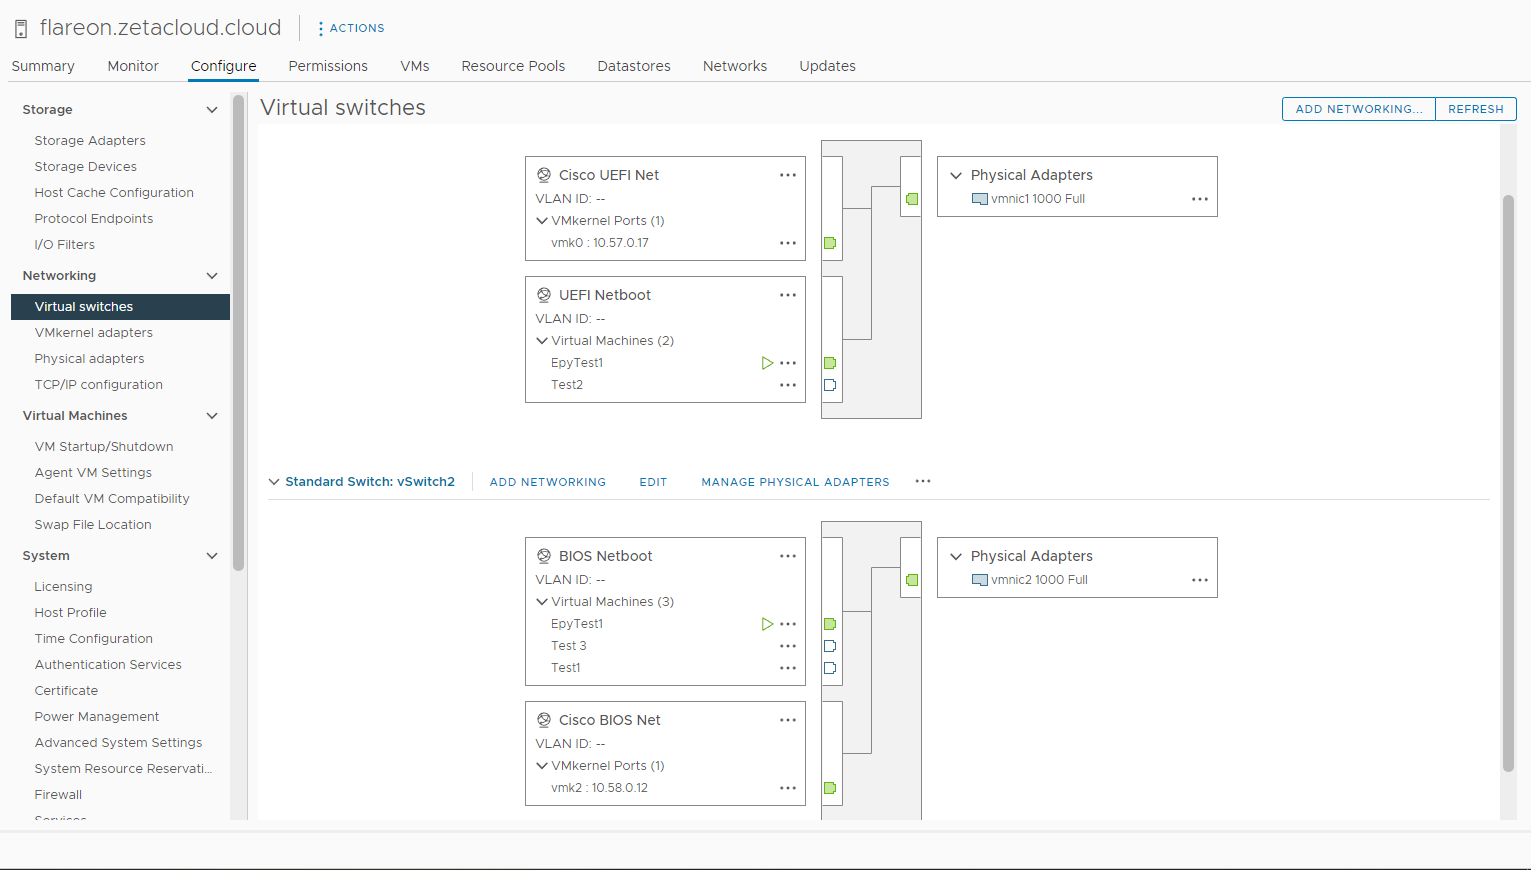 flareon.zetacloud.cloud
ACTIONS
Summary
Monitor
Configure
Permissions
VMs
Resource Pools
Datastores
Networks
Updates
Storage
Storage Adapters
Storage Devices
Host Cache Configuration
Protocol Endpoints
I/O Filters
Networking
Virtual switches
VMkernel adapters
Physical adapters
TCP/IP configuration
Virtual Machines
VM Startup/Shutdown
Agent VM Settings
Default VM Compatibility
Swap File Location
System
Licensing
Host Profile
Time Configuration
Authentication Services
Certificate
Power Management
Advanced System Settings
System Resource Reservati...
Firewall
Services
Virtual switches
ADD NETWORKING...
REFRESH
Cisco UEFI Net
VLAN ID: --
VMkernel Ports (1)
vmk0 : 10.57.0.17
UEFI Netboot
VLAN ID: --
Virtual Machines (2)
EpyTest1
Test2
Physical Adapters
vmnic1 1000 Full
Standard Switch: vSwitch2
ADD NETWORKING
EDIT
MANAGE PHYSICAL ADAPTERS
BIOS Netboot
VLAN ID: --
Virtual Machines (3)
EpyTest1
Test 3
Test1
Cisco BIOS Net
VLAN ID: --
VMkernel Ports (1)
vmk2 : 10.58.0.12
Physical Adapters
vmnic2 1000 Full